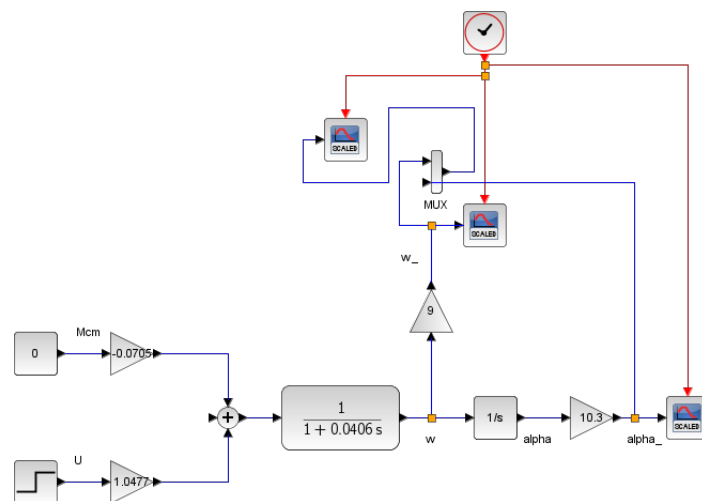 SCALED
MUX
SCALED
w_
9
Mcm
0
-0.0705
1
1 + 0.0406 s
+
1/s
10.3
SCALED
w
alpha
alpha_
U
1.0477